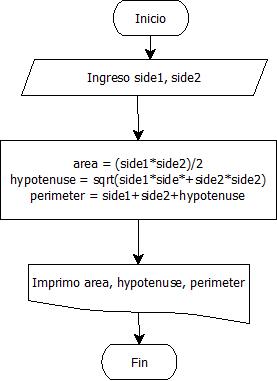 Inicio
Ingreso side1, side2
area = (side1*side2)/2
hypotenuse = sqrt(side1*side*+side2*side2)
perimeter = side1+side2+hypotenuse
Imprimo area, hypotenuse, perimeter
Fin